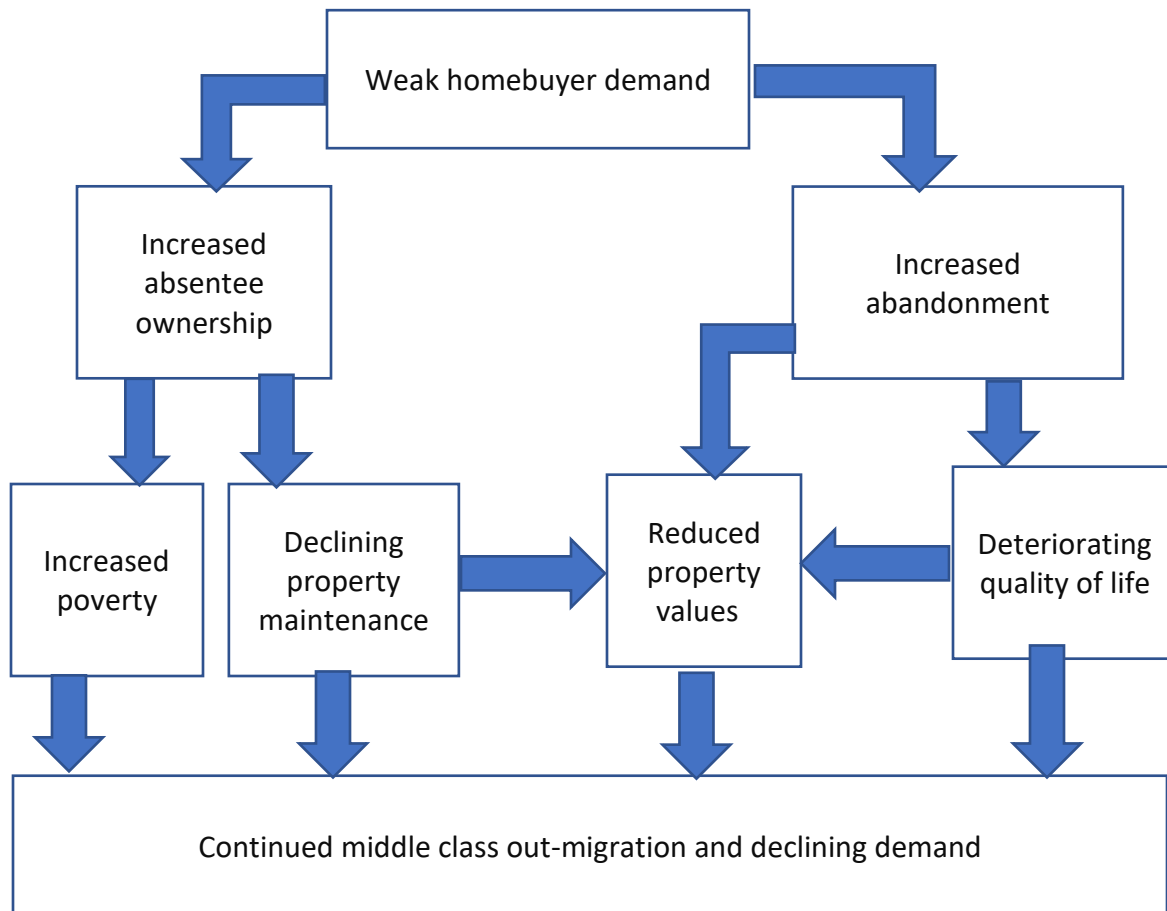 Weak homebuyer demand
Increased
absentee
ownership
Increased
abandonment
Increased
poverty
Declining
property
maintenance
Reduced
property
values
Deteriorating
quality of life
Continued middle class out-migration and declining demand